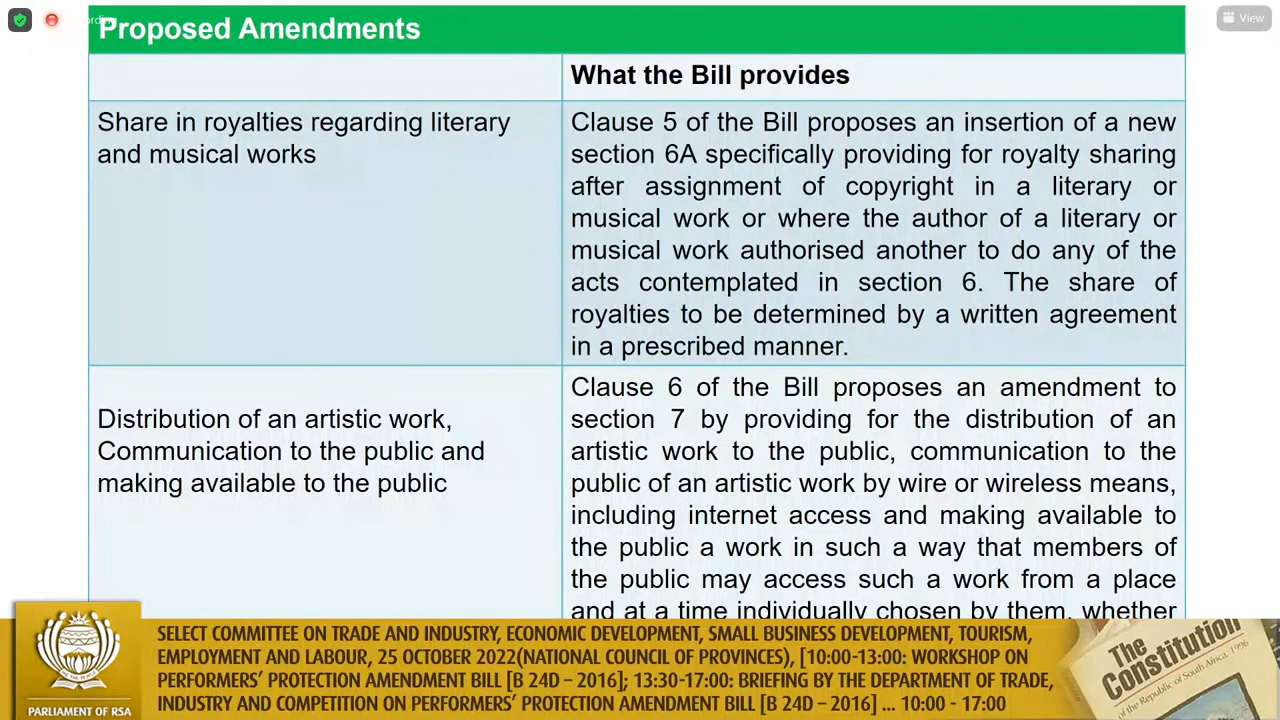 Proposed Amendments
View
What the Bill provides
Share in royalties regarding literary
and musical works
Clause 5 of the Bill proposes an insertion of a new
section 6A specifically providing for royalty sharing
after assignment of copyright in a literary or
musical work or where the author of a literary or
musical work authorised another to do any of the
acts contemplated in section 6. The share of
royalties to be determined by a written agreement
in a prescribed manner.
Distribution of an artistic work,
Communication to the public and
making available to the public
Clause 6 of the Bill proposes an amendment to
section 7 by providing for the distribution of an
artistic work to the public, communication to the
public of an artistic work by wire or wireless means,
including internet access and making available to
the public a work in such a way that members of
the public may access such a work from a place
and at a time individually chosen by them, whether
SELECT COMMITTEE ON TRADE AND INDUSTRY, ECONOMIC DEVELOPMENT, SMALL BUSINESS DEVELOPMENT, TOURISM,
EMPLOYMENT AND LABOUR, 25 OCTOBER 2022(NATIONAL COUNCIL OF PROVINCES), [10:00-13:00: WORKSHOP ON
PERFORMERS' PROTECTION AMENDMENT BILL [B 24D – 2016]; 13:30-17:00: BRIEFING BY THE DEPARTMENT OF TRADE,
INDUSTRY AND COMPETITION ON PERFORMERS' PROTECTION AMENDMENT BILL [B 24D – 2016] ... 10:00 - 17:00
PARLIAMENT OF RSA
The
Constitution
of the Republic of South Africa, 1996